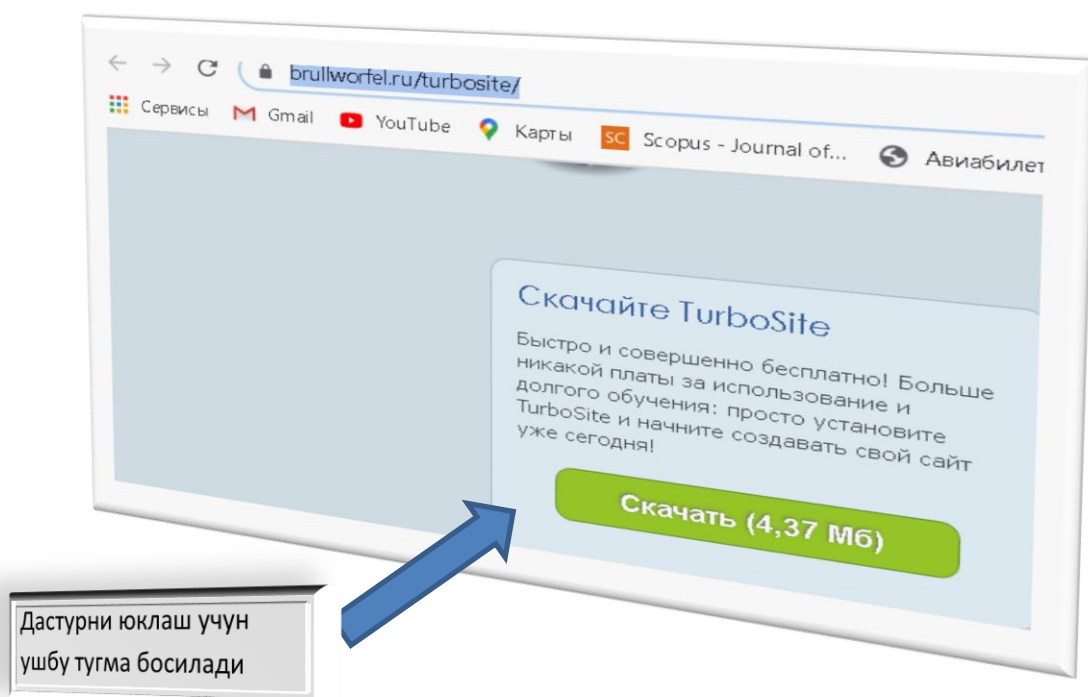 brullworfel.ru/turbosite/
Сервисы Gmail YouTube Карты SC Scopus - Journal of... Авиабилет
Скачайте TurboSite
Быстро и совершенно бесплатно! Больше
никакой платы за использование и
долгого обучения: просто установите
TurboSite и начните создавать свой сайт
уже сегодня!
Скачать (4,37 Мб)
Дастурни юклаш учун
ушбу тугма босилади